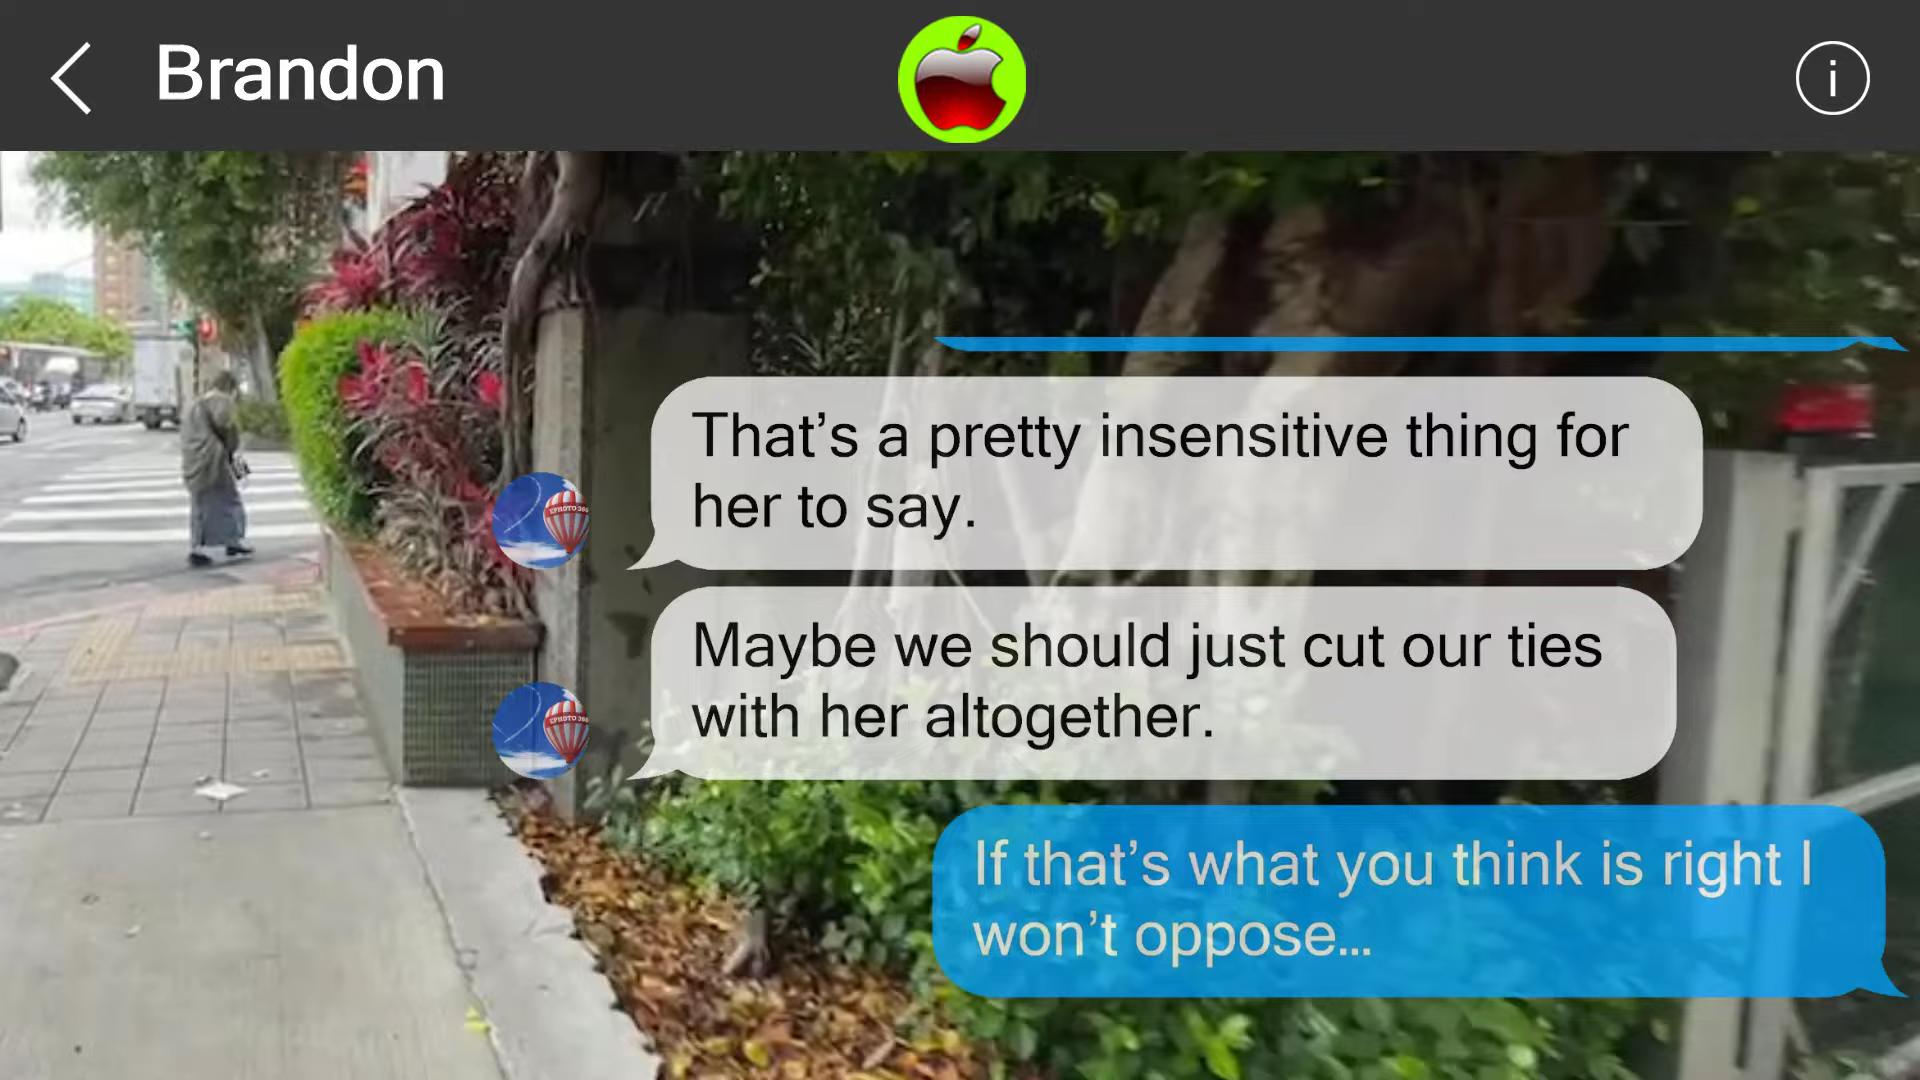 Brandon
That’s a pretty insensitive thing for
her to say.
Maybe we should just cut our ties
with her altogether.
If that’s what you think is right I
won’t oppose...